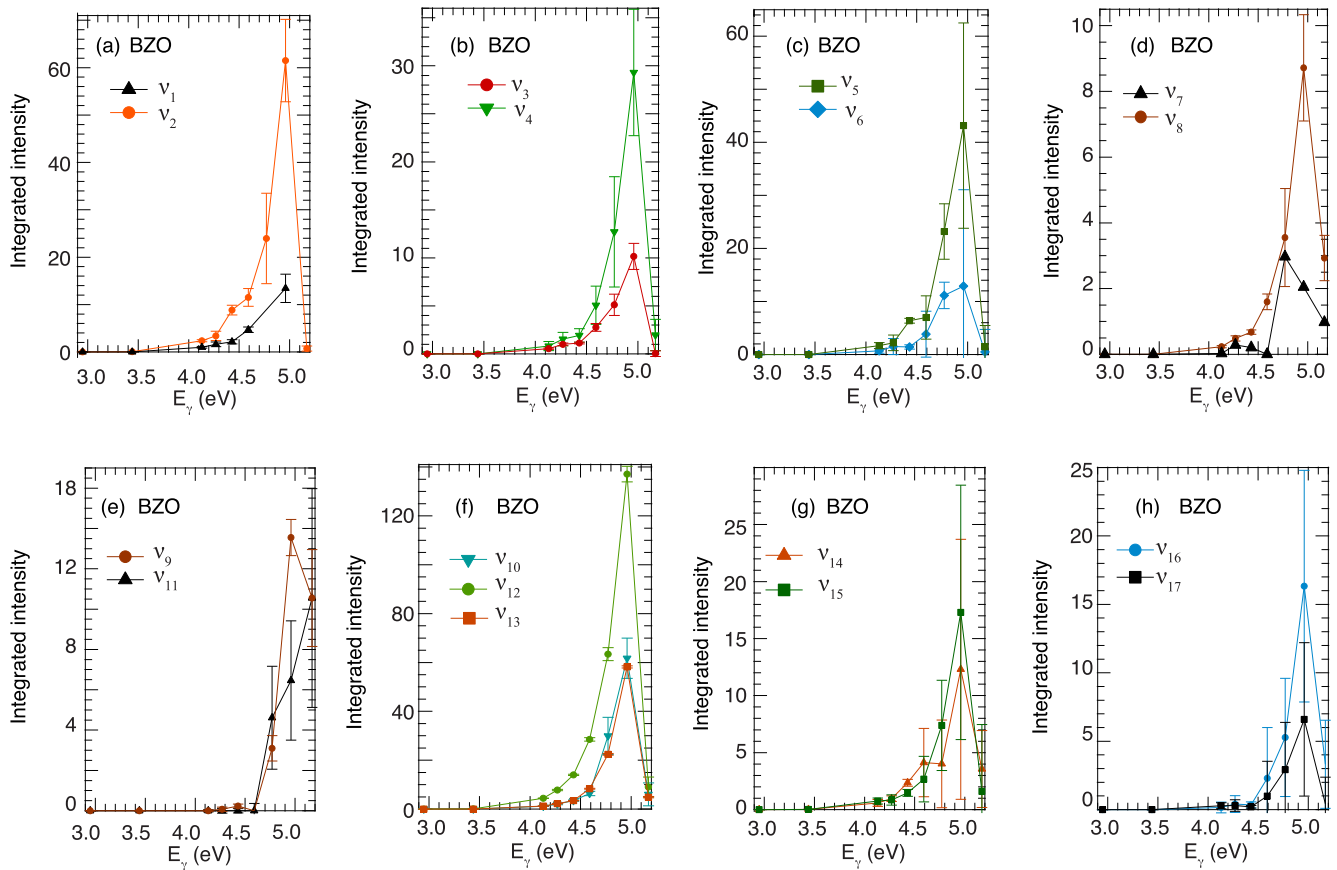 (a) BZO
ν1
ν2
60
40
20
0
3.0 3.5 4.0 4.5 5.0
Eγ (eV)
Integrated intensity
(b) BZO
ν3
ν4
30
20
10
0
3.0 3.5 4.0 4.5 5.0
Eγ (eV)
Integrated intensity
(c) BZO
ν5
ν6
60
40
20
0
3.0 3.5 4.0 4.5 5.0
Eγ (eV)
Integrated intensity
(d) BZO
ν7
ν8
10
8
6
4
2
0
3.0 3.5 4.0 4.5 5.0
Eγ (eV)
Integrated intensity
(e) BZO
ν9
ν11
18
14
12
8
4
0
3.0 3.5 4.0 4.5 5.0
Eγ (eV)
Integrated intensity
(f) BZO
ν10
ν12
ν13
120
80
40
0
3.0 3.5 4.0 4.5 5.0
Eγ (eV)
Integrated intensity
(g) BZO
ν14
ν15
25
20
15
10
5
0
3.0 3.5 4.0 4.5 5.0
Eγ (eV)
Integrated intensity
(h) BZO
ν16
ν17
25
20
15
10
5
0
3.0 3.5 4.0 4.5 5.0
Eγ (eV)
Integrated intensity